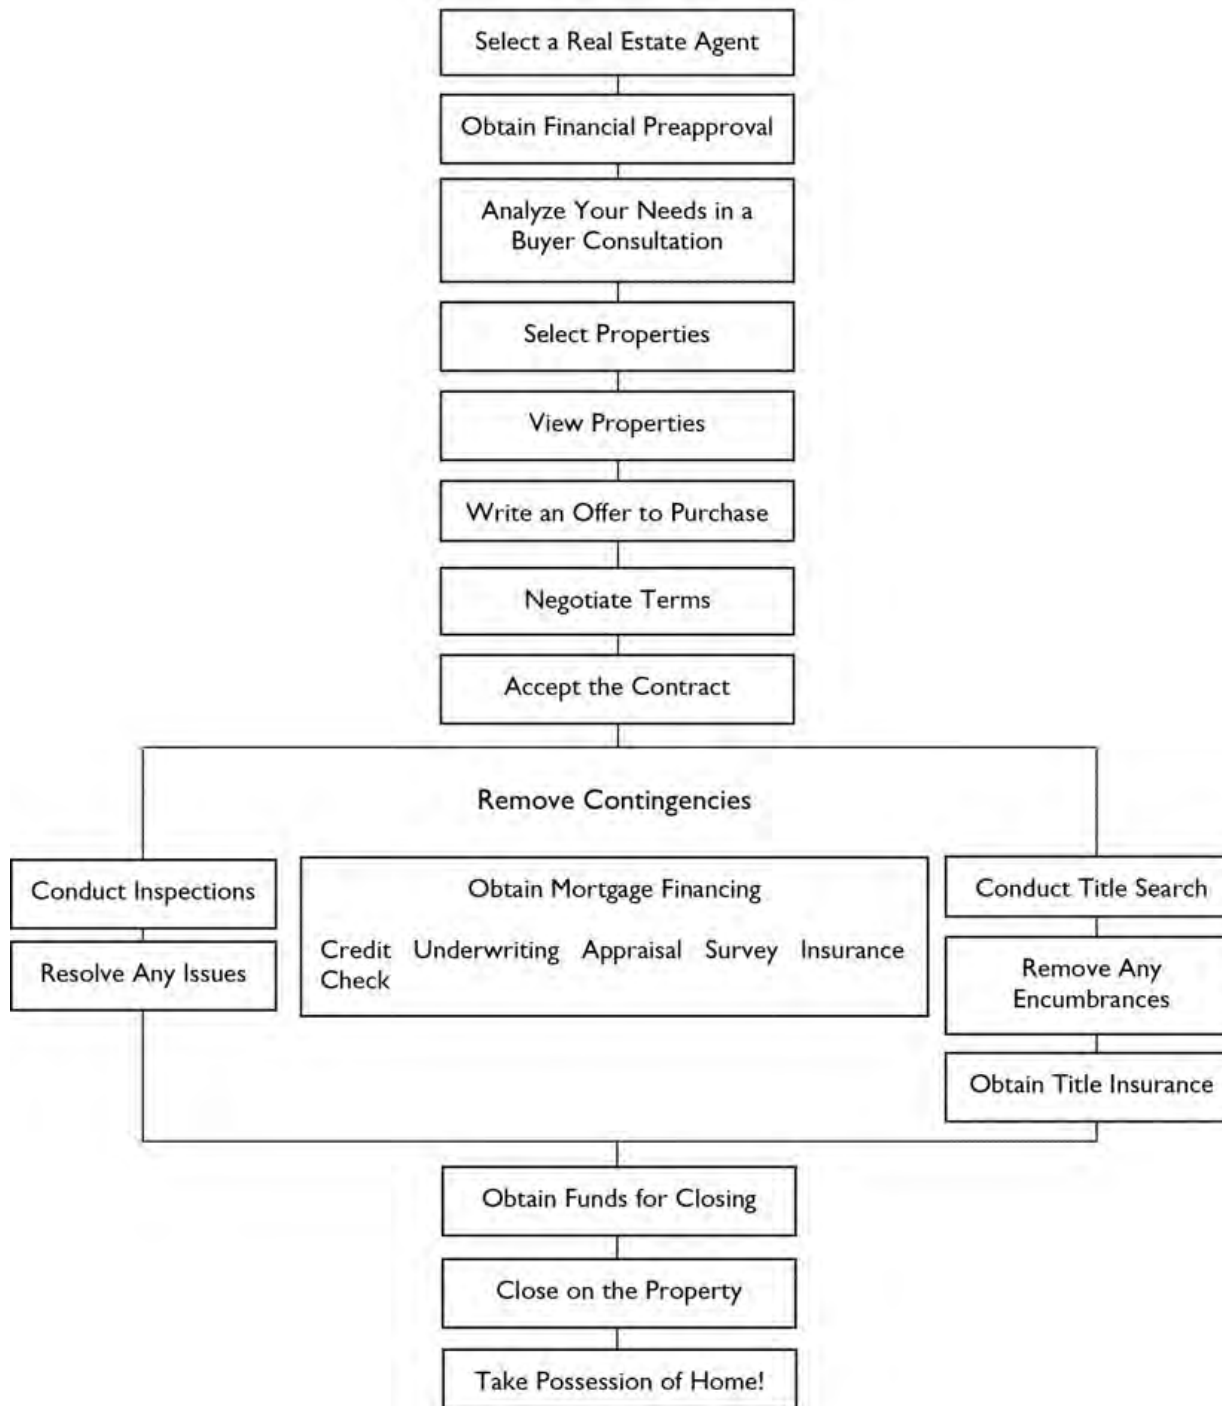 Select a Real Estate Agent
Obtain Financial Preapproval
Analyze Your Needs in a
Buyer Consultation
Select Properties
View Properties
Write an Offer to Purchase
Negotiate Terms
Accept the Contract
Remove Contingencies
Conduct Inspections
Resolve Any Issues
Obtain Mortgage Financing
Credit Underwriting Appraisal Survey Insurance
Check
Conduct Title Search
Remove Any
Encumbrances
Obtain Title Insurance
Obtain Funds for Closing
Close on the Property
Take Possession of Home!